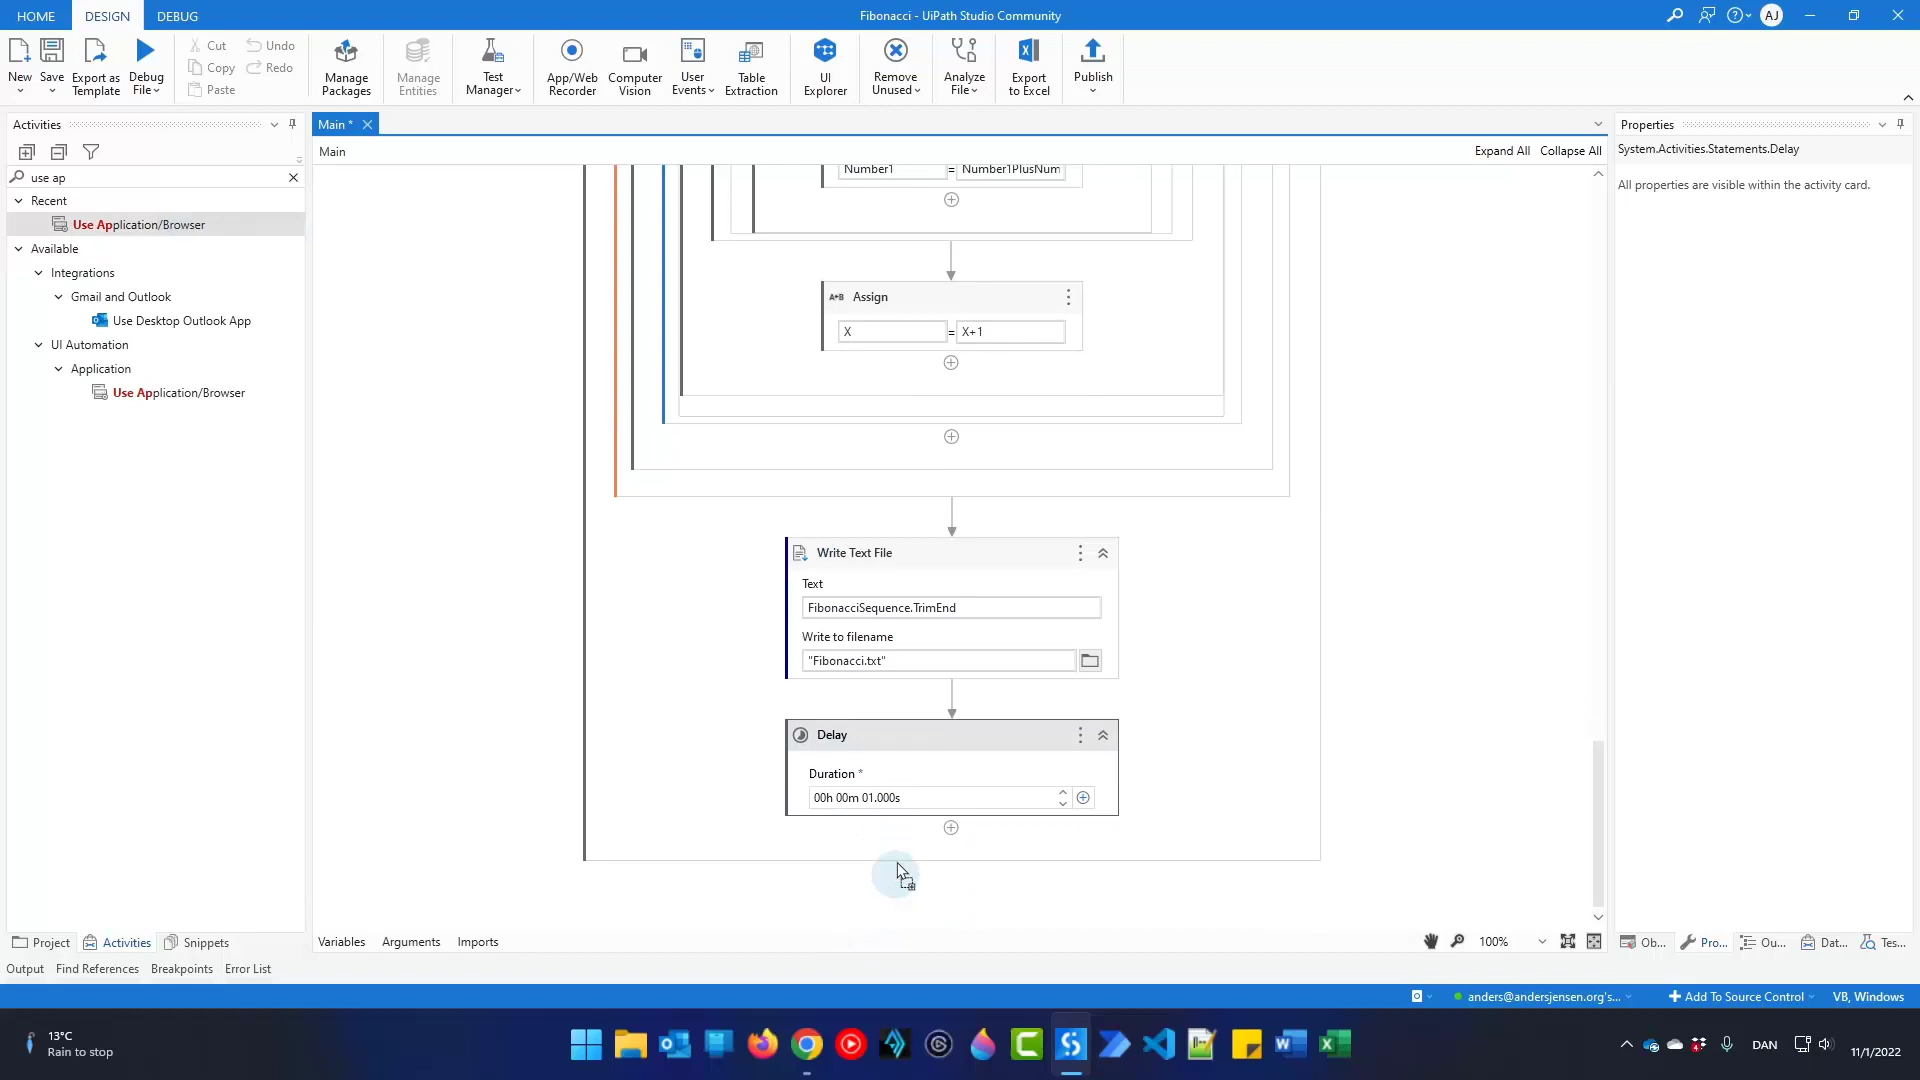 HOME
DESIGN
DEBUG
Fibonacci - UiPath Studio Community
AJ
New
Save
Export as
Template
Debug
File
Cut
Copy
Paste
Undo
Redo
Manage
Packages
Manage
Entities
Test
Manager
App/Web
Recorder
Computer
Vision
User
Events
Table
Extraction
UI
Explorer
Remove
Unused
Analyze
File
Export
to Excel
Publish
Activities
use ap
Recent
Use Application/Browser
Available
Integrations
Gmail and Outlook
Use Desktop Outlook App
UI Automation
Application
Use Application/Browser
Main *
Main
Expand All
Collapse All
Number1
=
Number1PlusNum
A*B Assign
X
=
X+1
Write Text File
Text
FibonacciSequence.TrimEnd
Write to filename
"Fibonacci.txt"
Delay
Duration *
00h 00m 01.000s
Properties
System.Activities.Statements.Delay
All properties are visible within the activity card.
Project
Activities
Snippets
Variables
Arguments
Imports
100%
Ob...
Pro...
Ou...
Dat...
Tes...
Output
Find References
Breakpoints
Error List
anders@andersjensen.org's...
Add To Source Control
VB, Windows
13°C
Rain to stop
DAN
11/1/2022